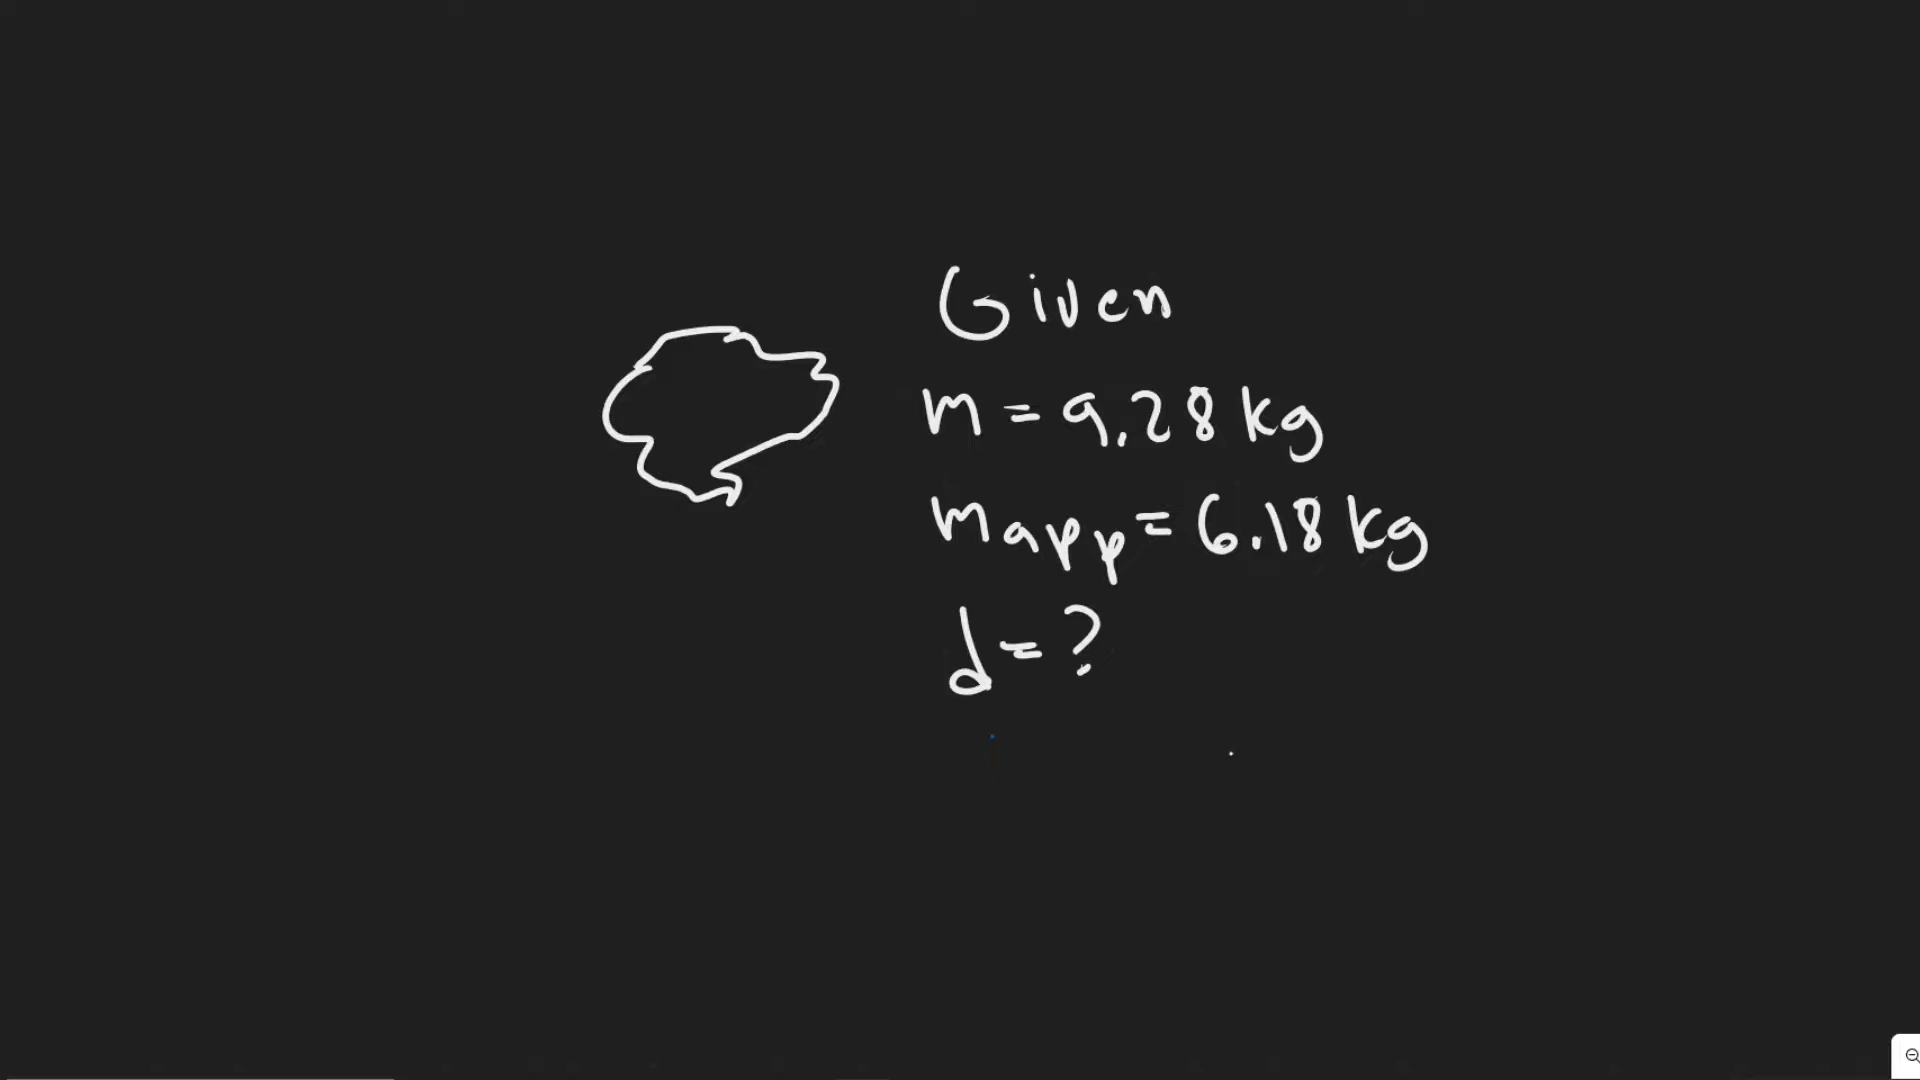 Given
m = 9.28 kg
mapp = 6.18 kg
d = ?